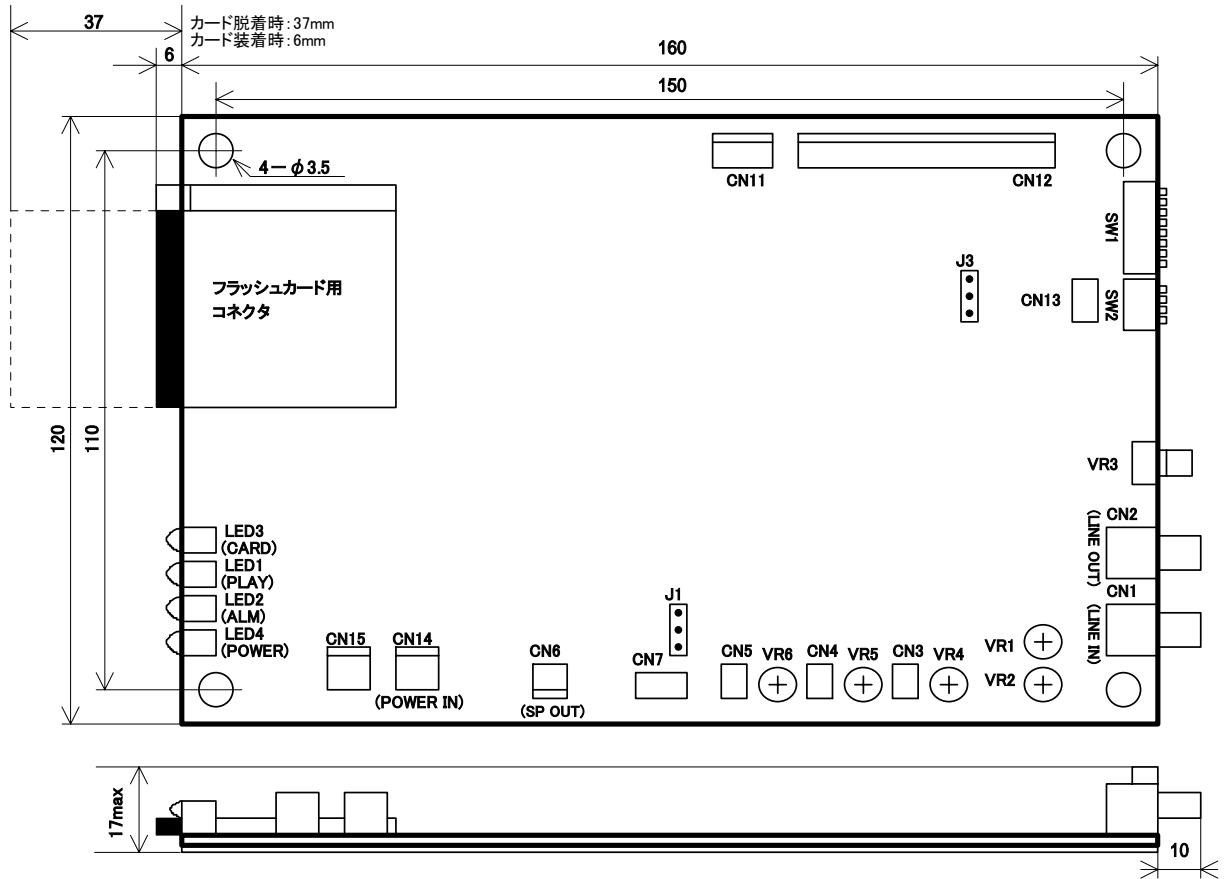 37
カード脱着時:37mm
カード装着時:6mm
6
160
150
4-φ3.5
CN11
CN12
SW1
J3
CN13
SW2
フラッシュカード用
コネクタ
120
110
VR3
CN2
(LINE OUT)
LED3
(CARD)
LED1
(PLAY)
LED2
(ALM)
LED4
(POWER)
J1
CN1
(LINE IN)
CN15
CN14
(POWER IN)
CN6
(SP OUT)
CN7
CN5
VR6
CN4
VR5
CN3
VR4
VR1
VR2
17max
10